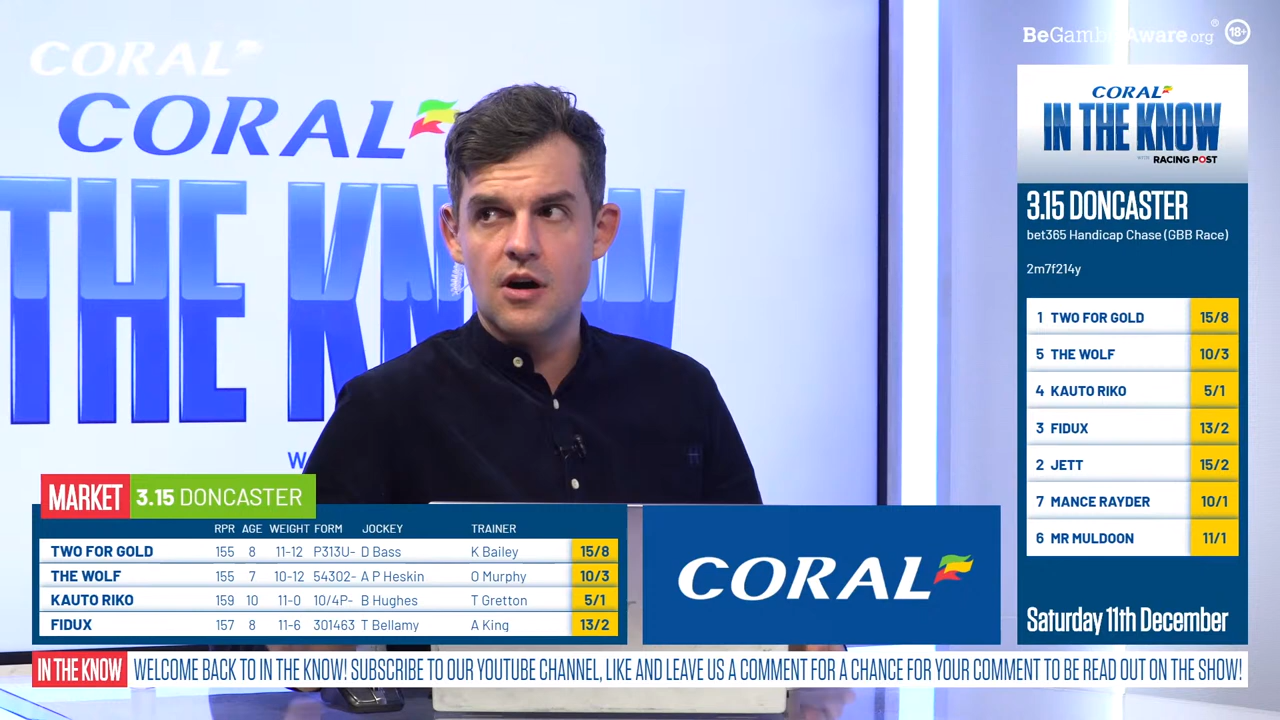 CORAL
BeGambleAware.org® 18+
CORAL
THE KNOW
W
CORAL
IN THE KNOW
WITH RACING POST
3.15 DONCASTER
bet365 Handicap Chase (GBB Race)
2m7f214y
1 TWO FOR GOLD 15/8
5 THE WOLF 10/3
4 KAUTO RIKO 5/1
3 FIDUX 13/2
2 JETT 15/2
7 MANCE RAYDER 10/1
6 MR MULDOON 11/1
Saturday 11th December
MARKET 3.15 DONCASTER
RPR AGE WEIGHT FORM JOCKEY TRAINER
TWO FOR GOLD 155 8 11-12 P313U- D Bass K Bailey 15/8
THE WOLF 155 7 10-12 54302- A P Heskin O Murphy 10/3
KAUTO RIKO 159 10 11-0 10/4P- B Hughes T Gretton 5/1
FIDUX 157 8 11-6 301463 T Bellamy A King 13/2
CORAL
IN THE KNOW WELCOME BACK TO IN THE KNOW! SUBSCRIBE TO OUR YOUTUBE CHANNEL, LIKE AND LEAVE US A COMMENT FOR A CHANCE FOR YOUR COMMENT TO BE READ OUT ON THE SHOW!